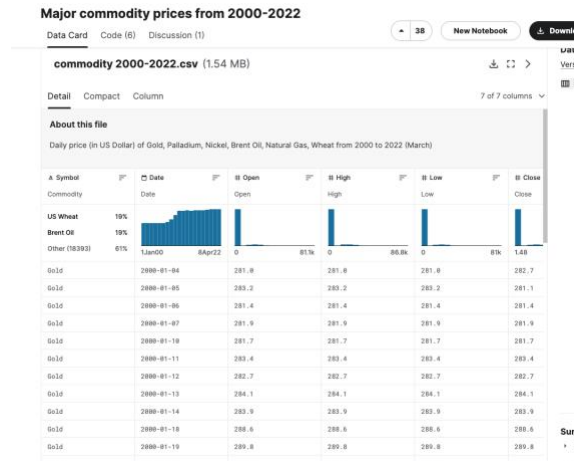 Major commodity prices from 2000-2022
Data Card Code (6) Discussion (1)
38 New Notebook
commodity 2000-2022.csv (1.54 MB)
Detail Compact Column 7 of 7 columns
About this file
Daily price (in US Dollar) of Gold, Palladium, Nickel, Brent Oil, Natural Gas, Wheat from 2000 to 2022 (March)
A Symbol Date # Open # High # Low # Close
Commodity Date Open High Low Close
US Wheat 19%
Brent Oil 19%
Other (18393) 61% 1Jan00 8Apr22 0 81.1k 0 86.8k 0 81k 1.46
Gold 2000-01-04 281.0 281.0 281.0 282.7
Gold 2000-01-05 283.2 283.2 283.2 281.1
Gold 2000-01-06 281.4 281.4 281.4 281.4
Gold 2000-01-07 281.9 281.9 281.9 281.9
Gold 2000-01-10 281.7 281.7 281.7 281.7
Gold 2000-01-11 283.4 283.4 283.4 283.4
Gold 2000-01-12 282.7 282.7 282.7 282.7
Gold 2000-01-13 284.1 284.1 284.1 284.1
Gold 2000-01-14 283.9 283.9 283.9 283.9
Gold 2000-01-18 288.6 288.6 288.6 288.6
Gold 2000-01-19 289.8 289.8 289.8 289.8